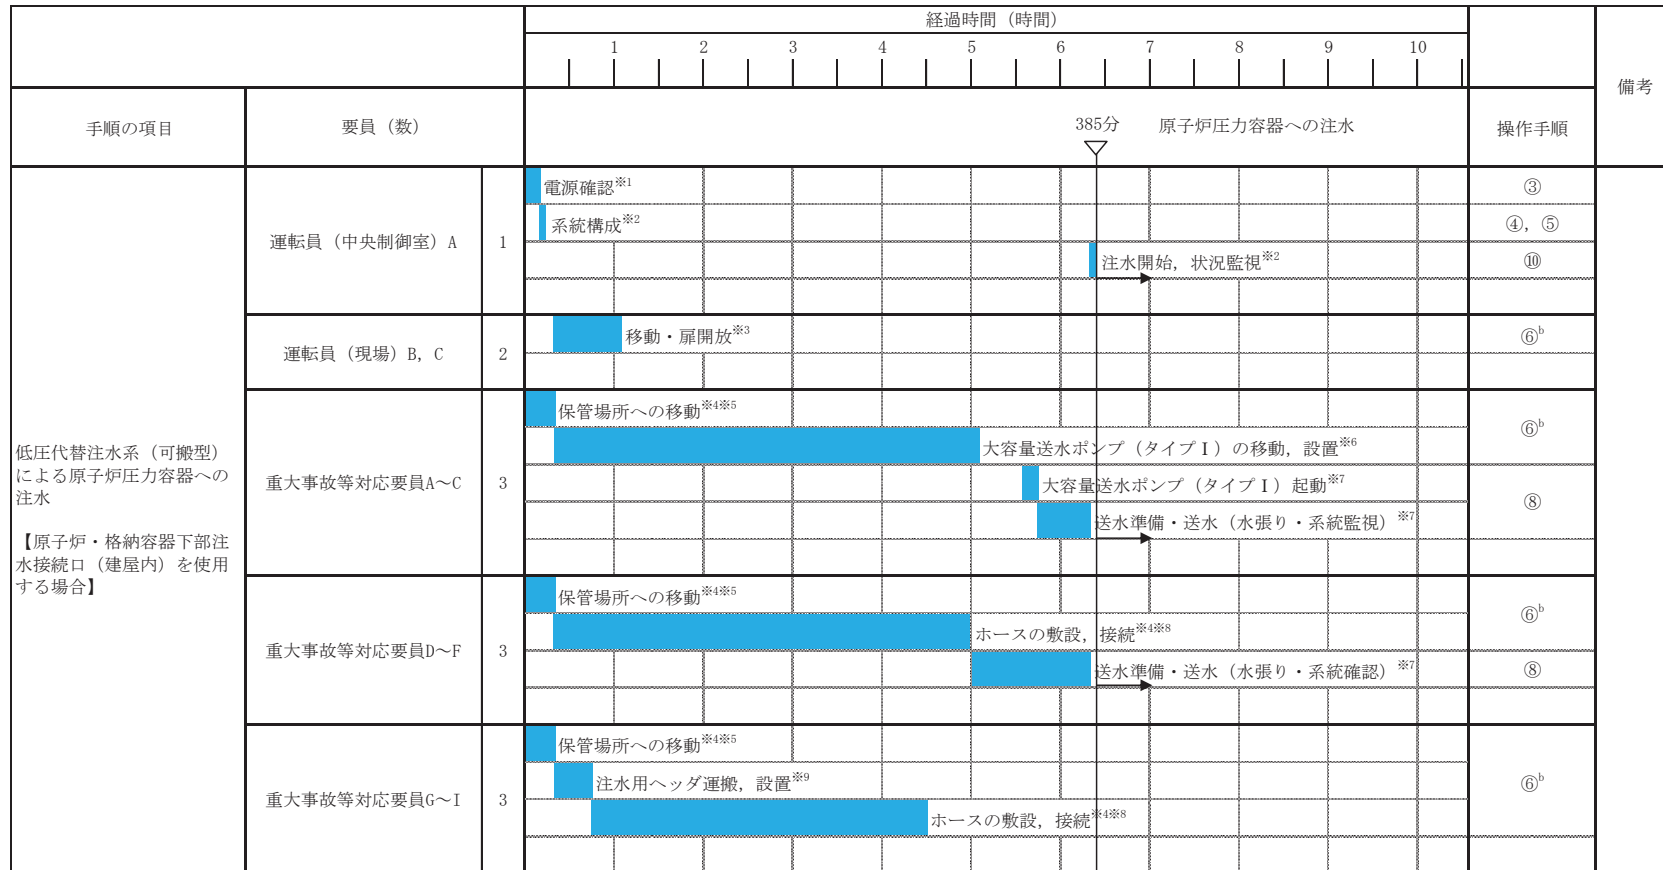 経過時間（時間）
1 2 3 4 5 6 7 8 9 10
備考
手順の項目
要員（数）
385分 原子炉圧力容器への注水
操作手順
低圧代替注水系（可搬型）
による原子炉圧力容器への
注水
【原子炉・格納容器下部注
水接続口（建屋内）を使用
する場合】
運転員（中央制御室）A
1
電源確認※1
③
系統構成※2
④，⑤
注水開始，状況監視※2
⑩
運転員（現場）B，C
2
移動・扉開放※3
⑥b
重大事故等対応要員A～C
3
保管場所への移動※4※5
⑥b
大容量送水ポンプ（タイプⅠ）の移動，設置※6
大容量送水ポンプ（タイプⅠ）起動※7
⑧
送水準備・送水（水張り・系統監視）※7
重大事故等対応要員D～F
3
保管場所への移動※4※5
⑥b
ホースの敷設，接続※4※8
送水準備・送水（水張り・系統確認）※7
⑧
重大事故等対応要員G～I
3
保管場所への移動※4※5
注水用ヘッダ運搬，設置※9
⑥b
ホースの敷設，接続※4※8